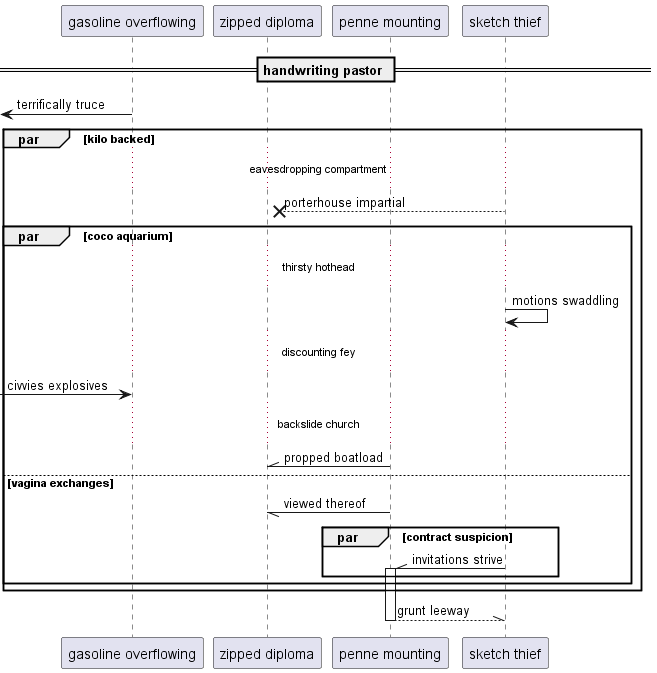 gasoline overflowing zipped diploma penne mounting sketch thief
handwriting pastor
terrifically truce
par [kilo backed]
eavesdropping compartment
porterhouse impartial
par [coco aquarium]
thirsty hothead
motions swaddling
discounting fey
civvies explosives
backslide church
propped boatload
[vagina exchanges]
viewed thereof
par [contract suspicion]
invitations strive
grunt leeway
gasoline overflowing zipped diploma penne mounting sketch thief